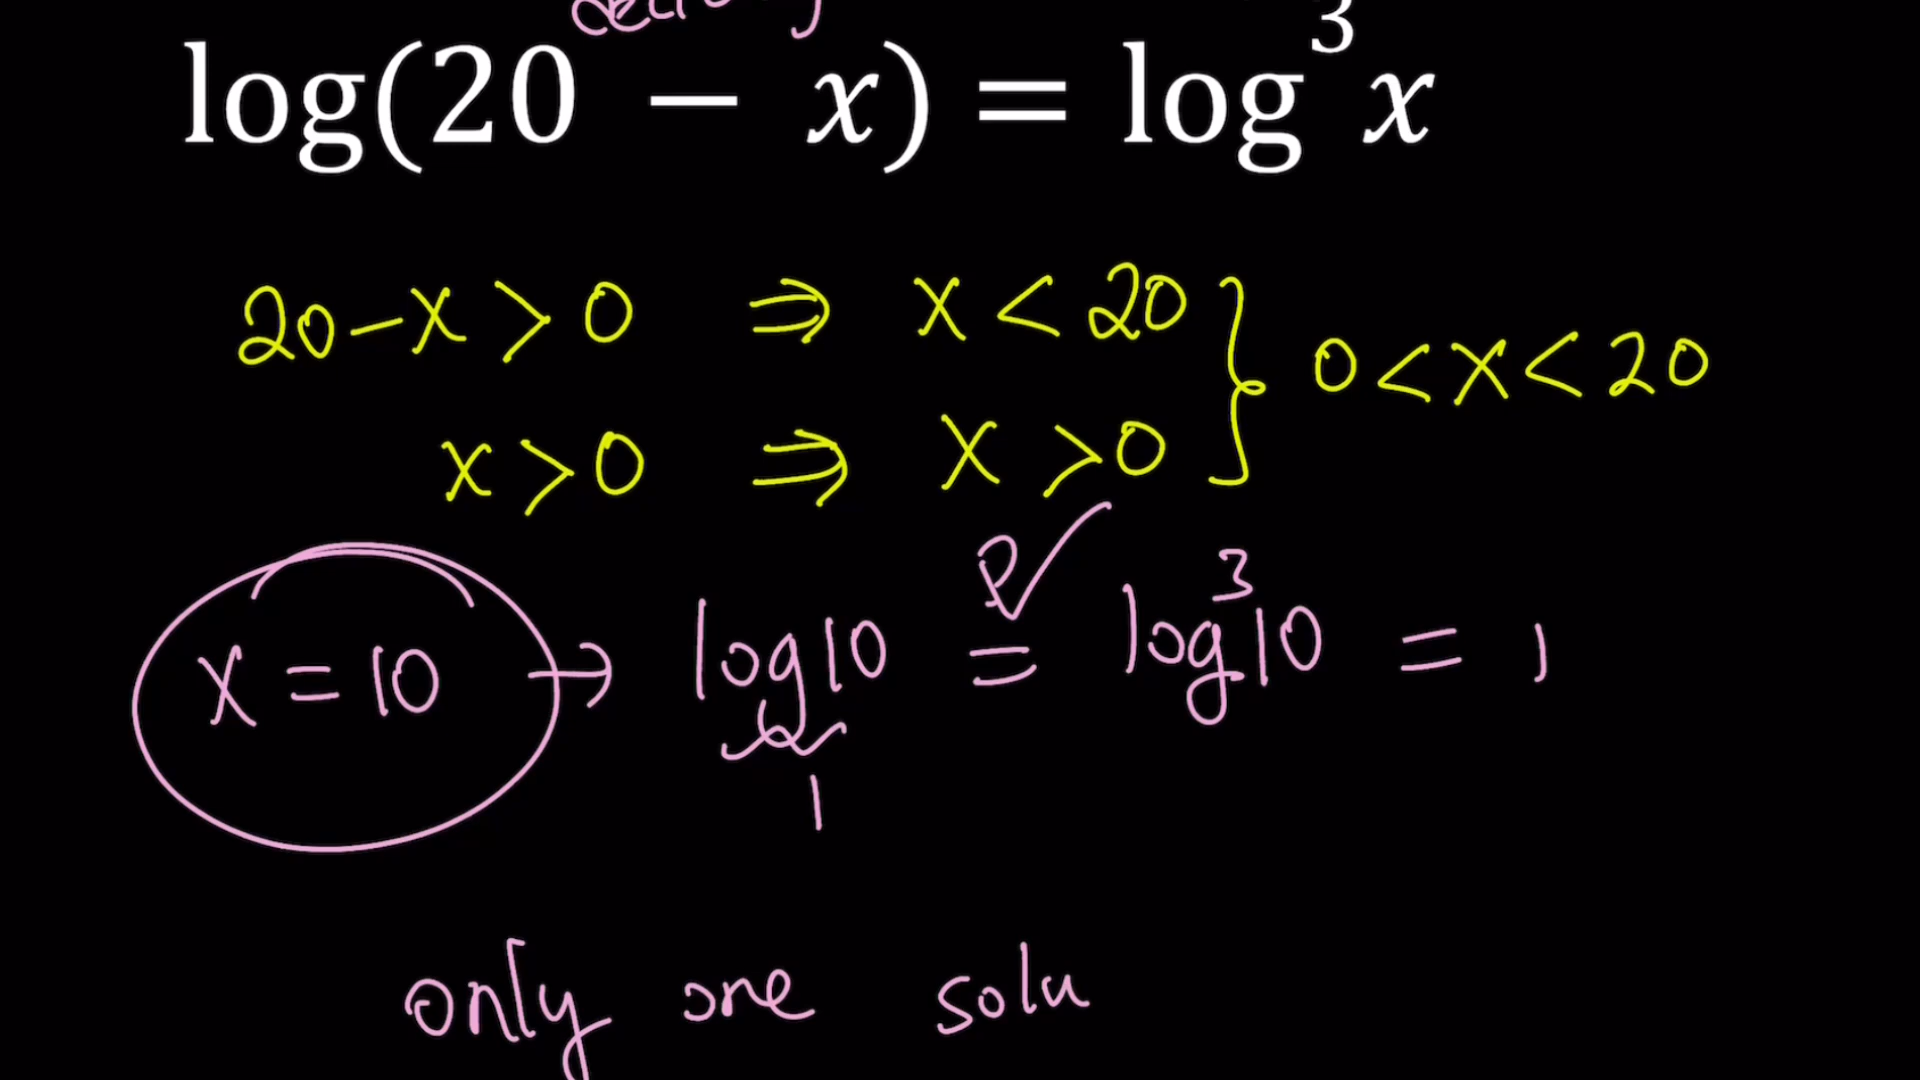 log(20 − x) = log³x
20-x > 0 ⇒ x < 20 } 0 < x < 20
x > 0 ⇒ x > 0
x = 10 → log10 ?✓= log³10 = 1
1
only one solu